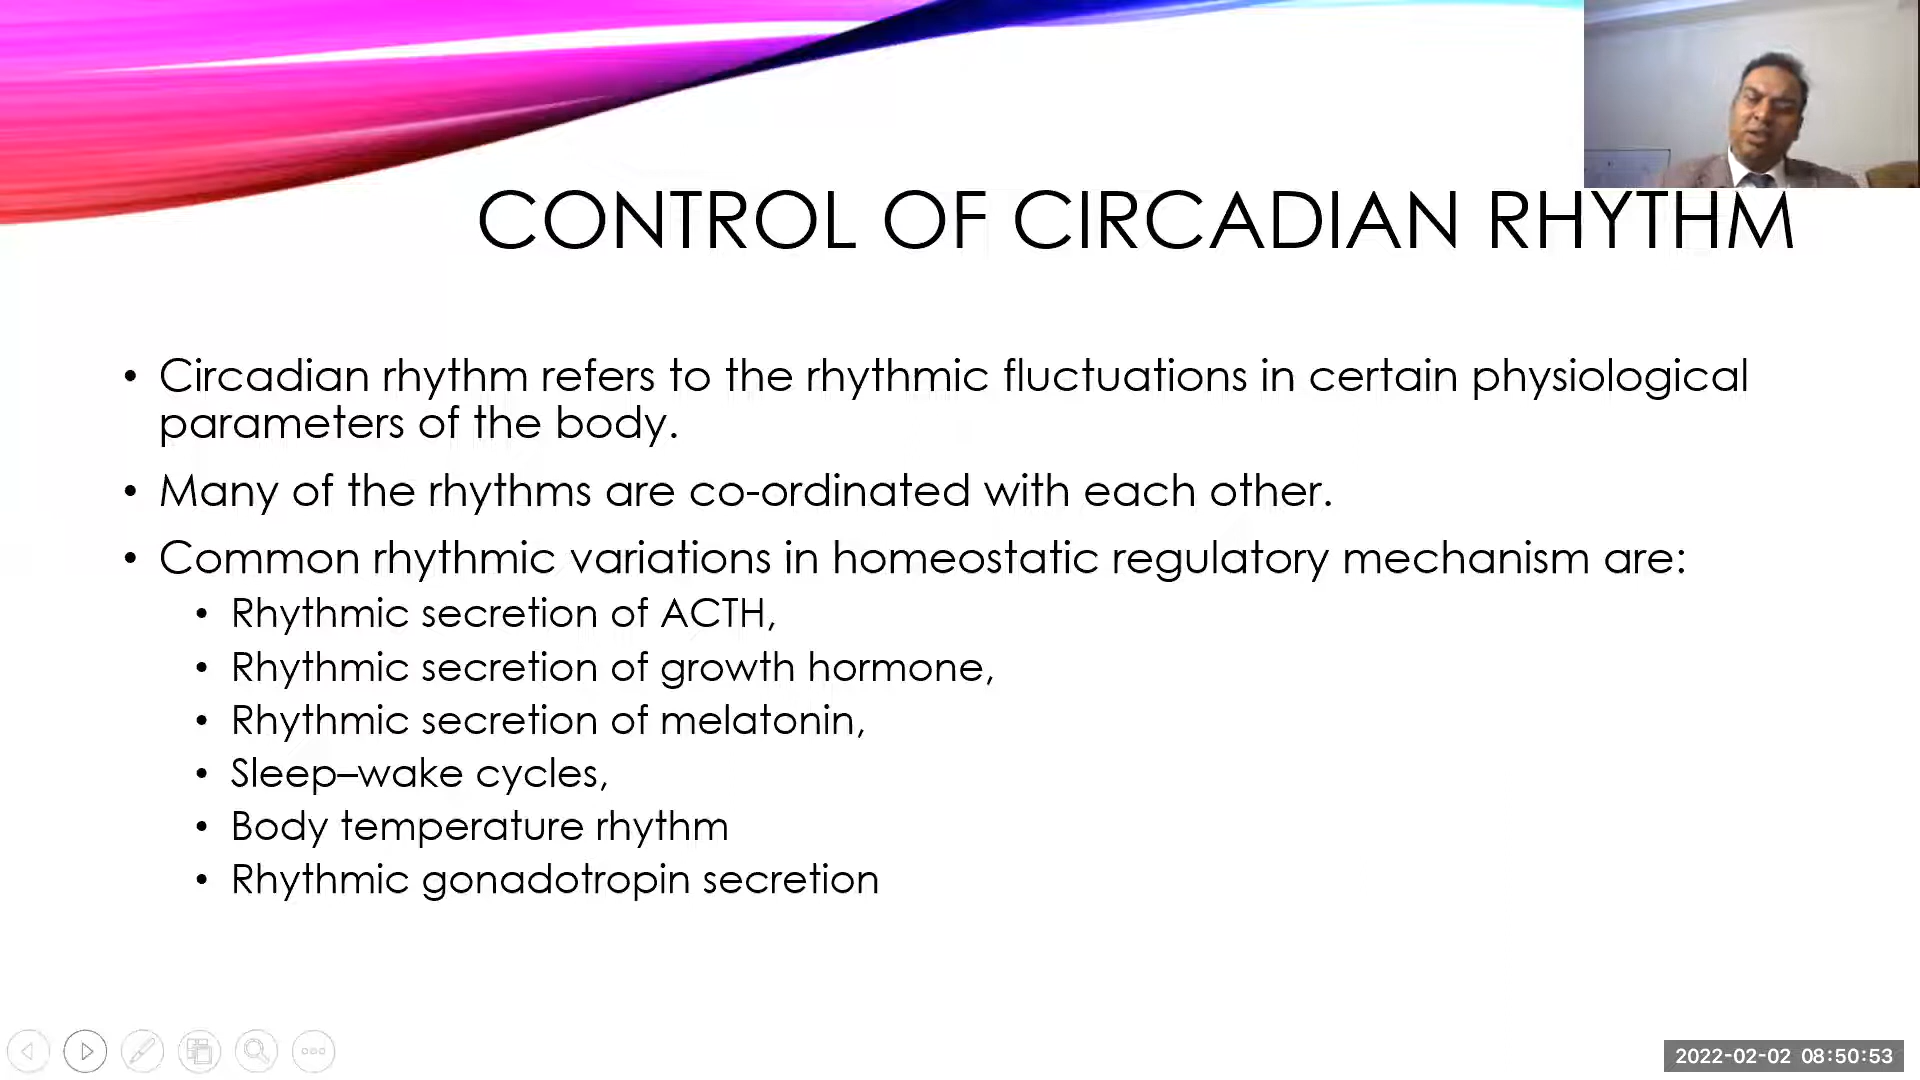 CONTROL OF CIRCADIAN RHYTHM
• Circadian rhythm refers to the rhythmic fluctuations in certain physiological
parameters of the body.
• Many of the rhythms are co-ordinated with each other.
• Common rhythmic variations in homeostatic regulatory mechanism are:
• Rhythmic secretion of ACTH,
• Rhythmic secretion of growth hormone,
• Rhythmic secretion of melatonin,
• Sleep–wake cycles,
• Body temperature rhythm
• Rhythmic gonadotropin secretion
2022-02-02 08:50:53